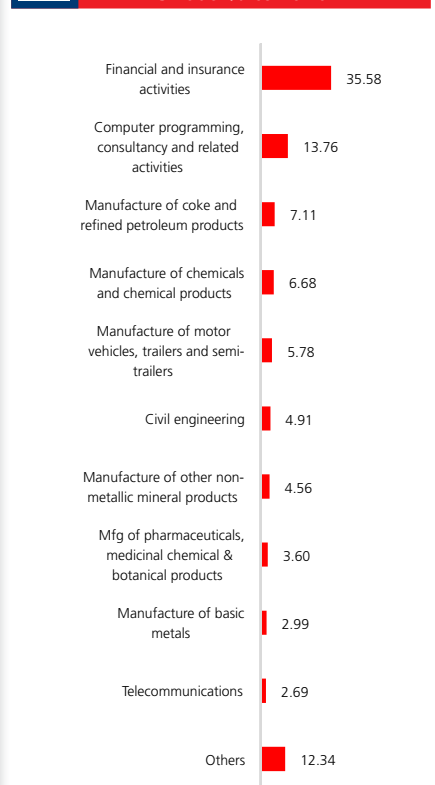 Financial and insurance
activities
35.58
Computer programming,
consultancy and related
activities
13.76
Manufacture of coke and
refined petroleum products
7.11
Manufacture of chemicals
and chemical products
6.68
Manufacture of motor
vehicles, trailers and semi-
trailers
5.78
Civil engineering
4.91
Manufacture of other non-
metallic mineral products
4.56
Mfg of pharmaceuticals,
medicinal chemical &
botanical products
3.60
Manufacture of basic
metals
2.99
Telecommunications
2.69
Others
12.34